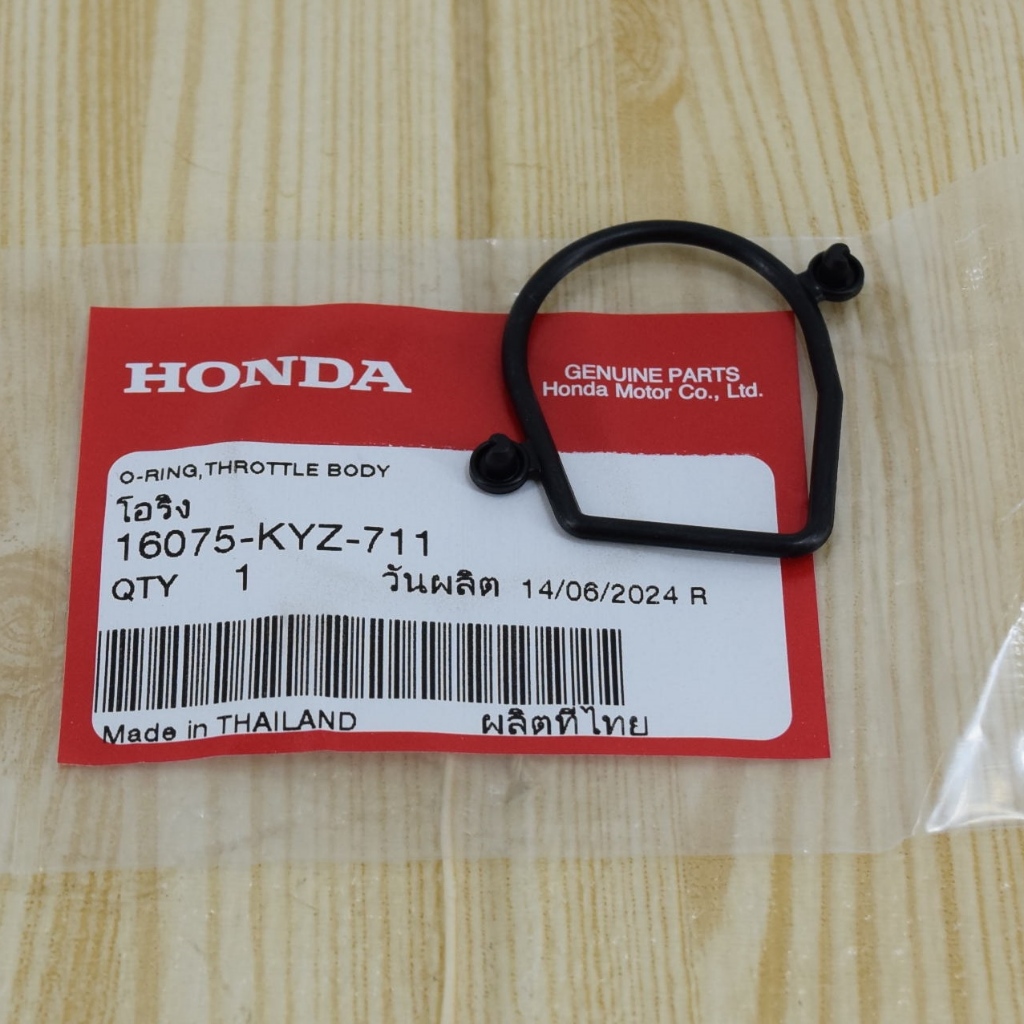 HONDA
GENUINE PARTS
Honda Motor Co., Ltd.
O-RING,THROTTLE BODY
โอริง
16075-KYZ-711
QTY 1 วันผลิต 14/06/2024 R
Made in THAILAND ผลิตที่ไทย